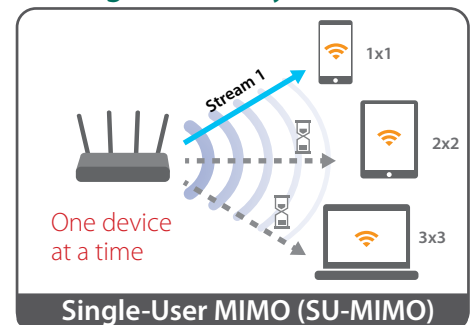 Stream 1
1x1
2x2
3x3
One device
at a time
Single-User MIMO (SU-MIMO)